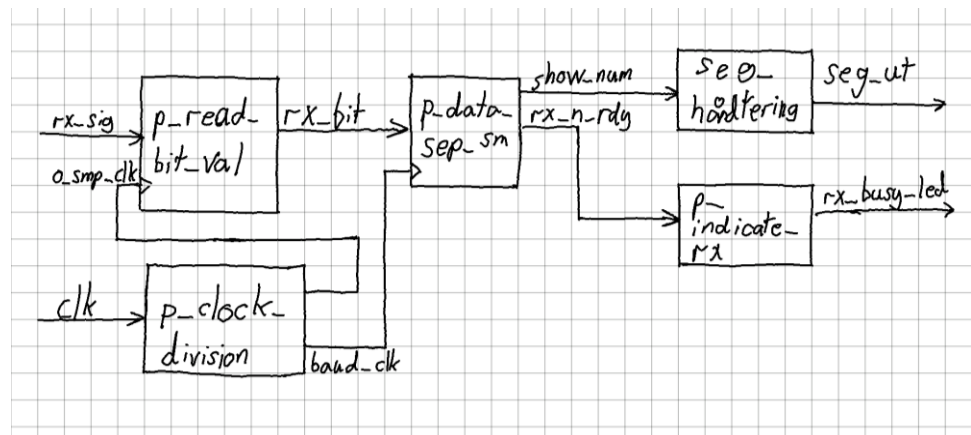 rx_sig
o_smp_clk
p_read_
bit_val
rx_bit
p_data_
sep_sm
show_num
rx_n_rdy
seg_
hantering
seg_ut
p_
indicate_
rx
rx_busy_led
clk
p_clock_
division
baud_clk